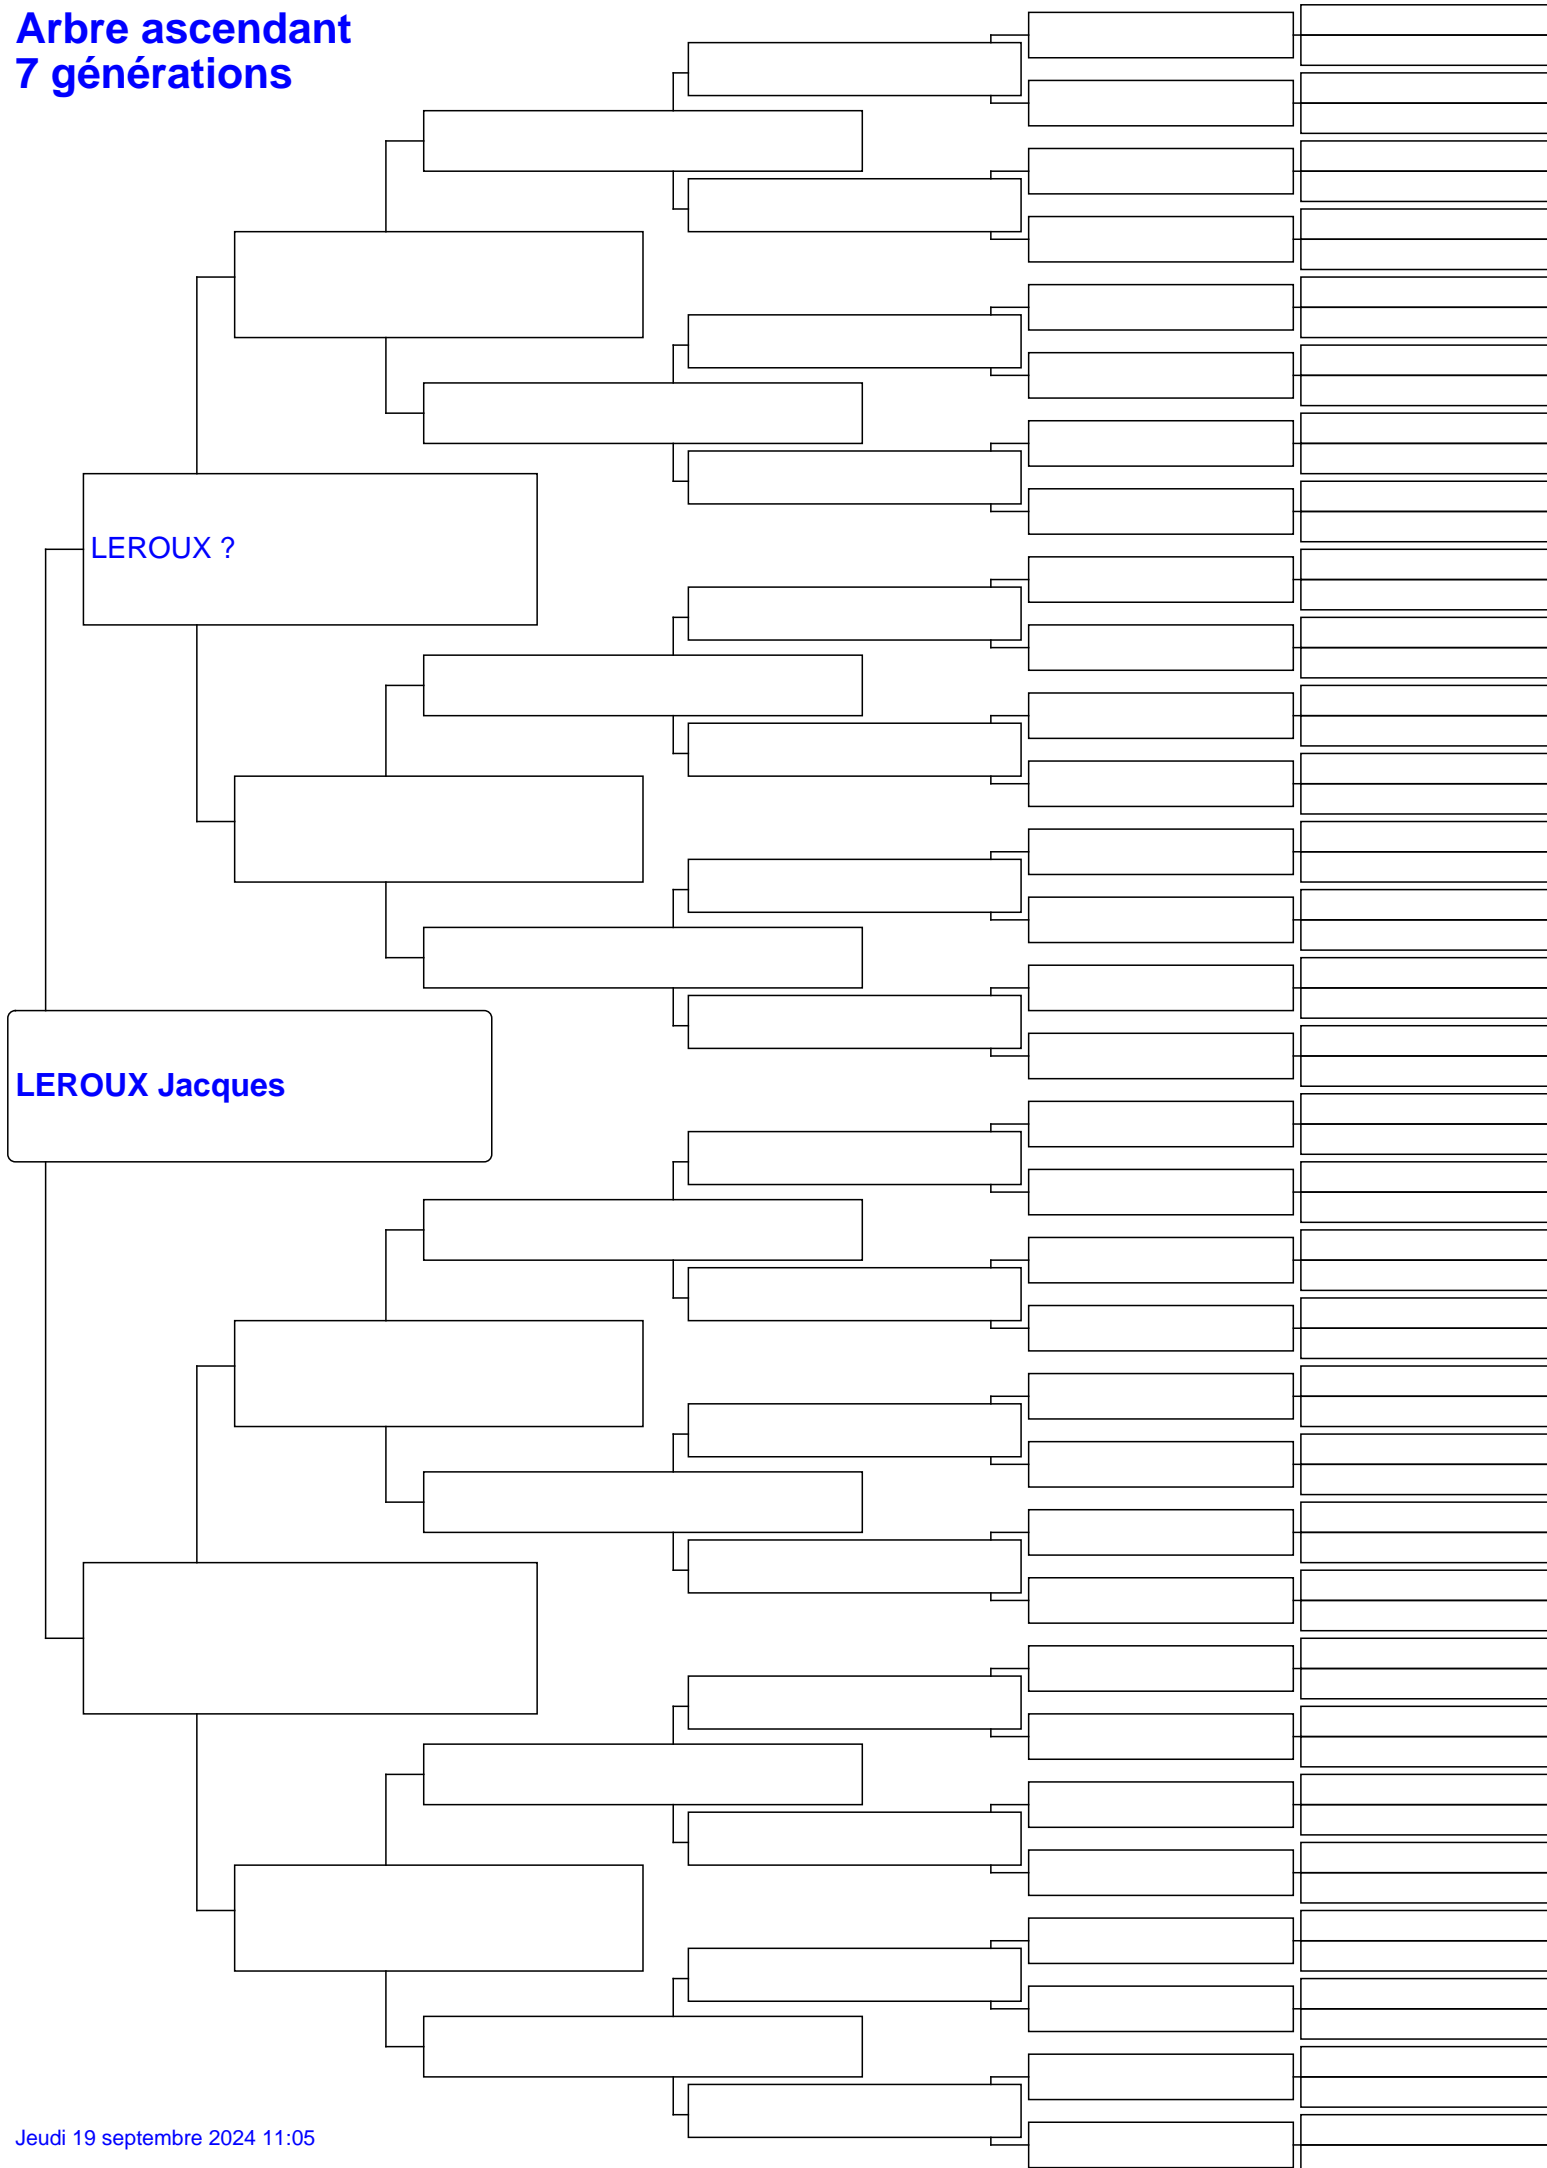 Arbre ascendant
7 générations
LEROUX ?
LEROUX Jacques
Jeudi 19 septembre 2024 11:05